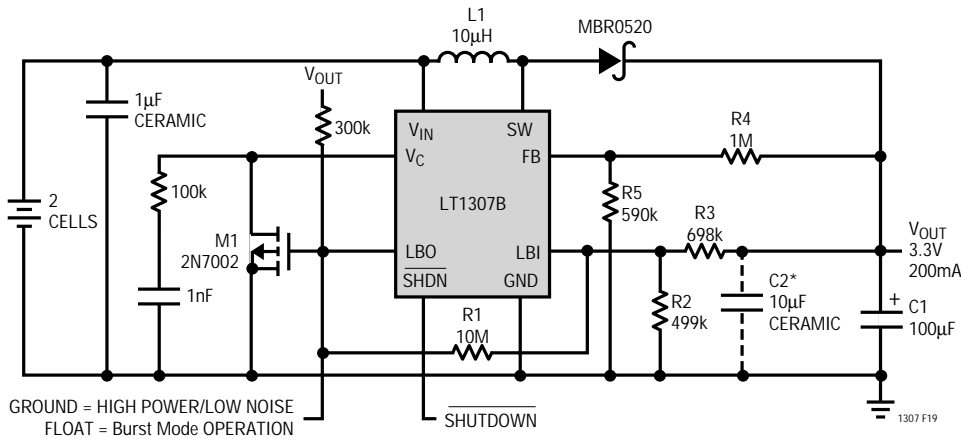 L1
10µH
MBR0520
VOUT
1µF
CERAMIC
300k
VIN
SW
R4
1M
VC
FB
100k
R5
590k
2
CELLS
LT1307B
R3
698k
M1
2N7002
LBO
LBI
VOUT
3.3V
200mA
SHDN
GND
C2*
10µF
CERAMIC
1nF
R2
499k
+
C1
100µF
R1
10M
GROUND = HIGH POWER/LOW NOISE
FLOAT = Burst Mode OPERATION
SHUTDOWN
1307 F19